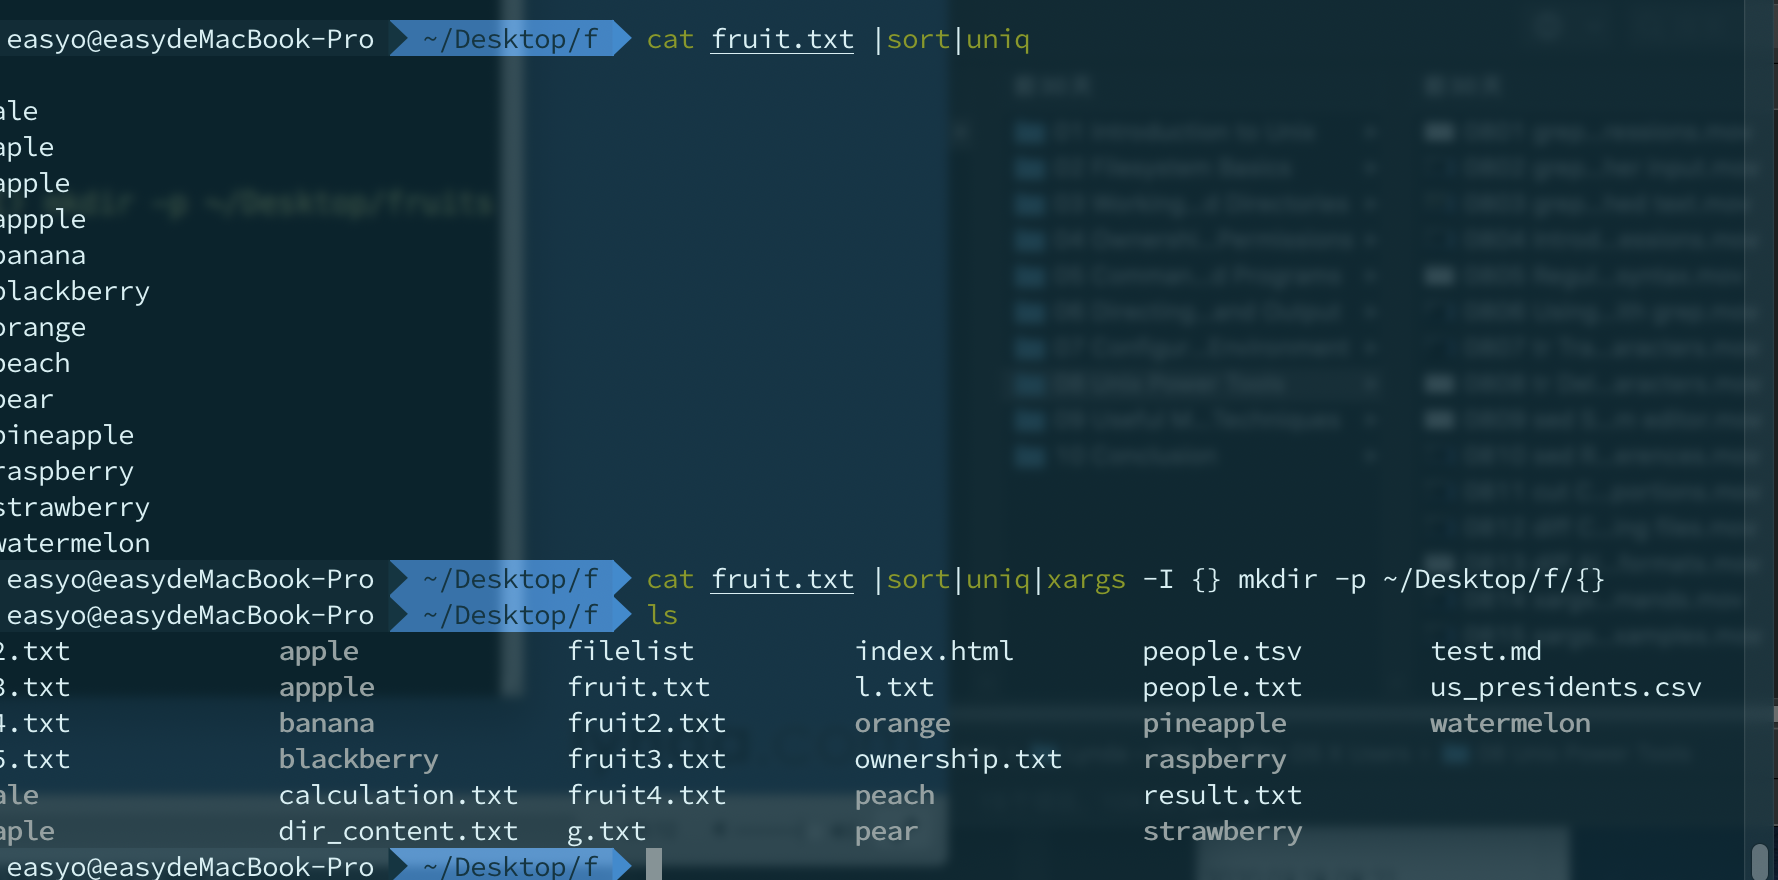 easyo@easydeMacBook-Pro ~/Desktop/f cat fruit.txt |sort|uniq
ale
aple
apple
appple
banana
blackberry
orange
peach
pear
pineapple
raspberry
strawberry
watermelon
easyo@easydeMacBook-Pro ~/Desktop/f cat fruit.txt |sort|uniq|xargs -I {} mkdir -p ~/Desktop/f/{}
easyo@easydeMacBook-Pro ~/Desktop/f ls
2.txt apple filelist index.html people.tsv test.md
3.txt appple fruit.txt l.txt people.txt us_presidents.csv
4.txt banana fruit2.txt orange pineapple watermelon
5.txt blackberry fruit3.txt ownership.txt raspberry
ale calculation.txt fruit4.txt peach result.txt
aple dir_content.txt g.txt pear strawberry
easyo@easydeMacBook-Pro ~/Desktop/f